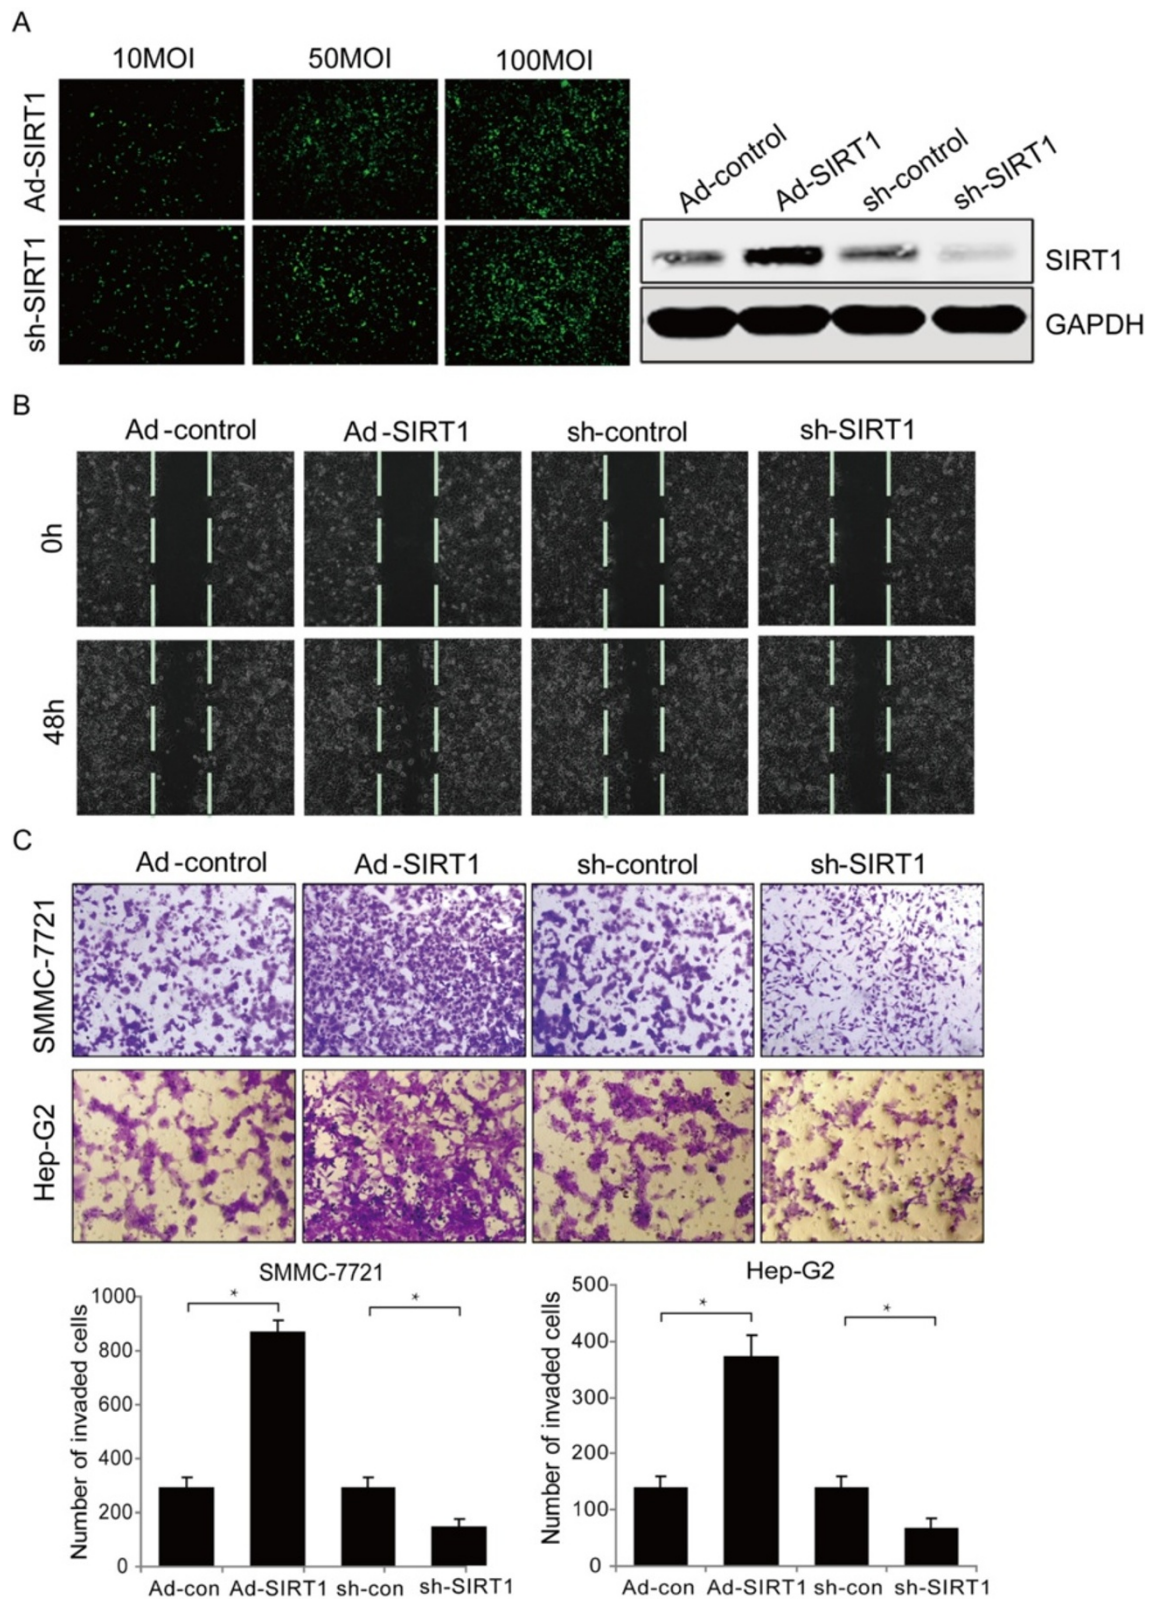 A
10MOI 50MOI 100MOI
Ad-SIRT1
sh-SIRT1
Ad-control Ad-SIRT1 sh-control sh-SIRT1
SIRT1
GAPDH
B
Ad-control Ad-SIRT1 sh-control sh-SIRT1
0h
48h
C
Ad-control Ad-SIRT1 sh-control sh-SIRT1
SMMC-7721
Hep-G2
SMMC-7721
Number of invaded cells
1000
800
600
400
200
0
* *
Ad-con Ad-SIRT1 sh-con sh-SIRT1
Hep-G2
Number of invaded cells
500
400
300
200
100
0
* *
Ad-con Ad-SIRT1 sh-con sh-SIRT1